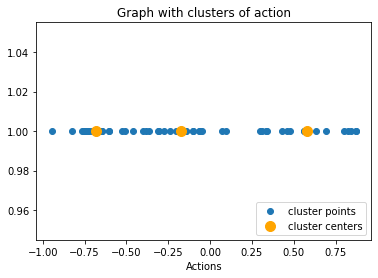 Graph with clusters of action
1.04
1.02
1.00
0.98
0.96
−1.00 −0.75 −0.50 −0.25 0.00 0.25 0.50 0.75
Actions
cluster points
cluster centers